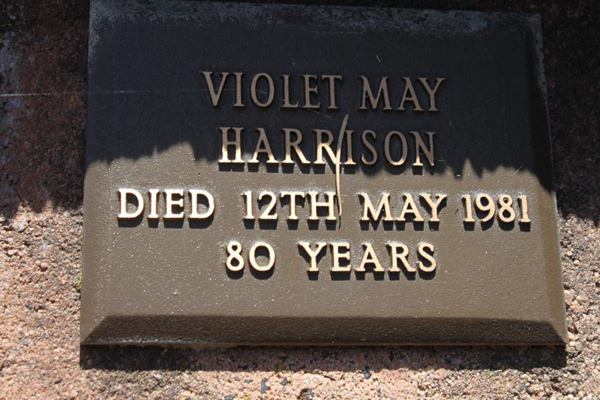 VIOLET MAY
HARRISON
DIED 12TH MAY 1981
80 YEARS